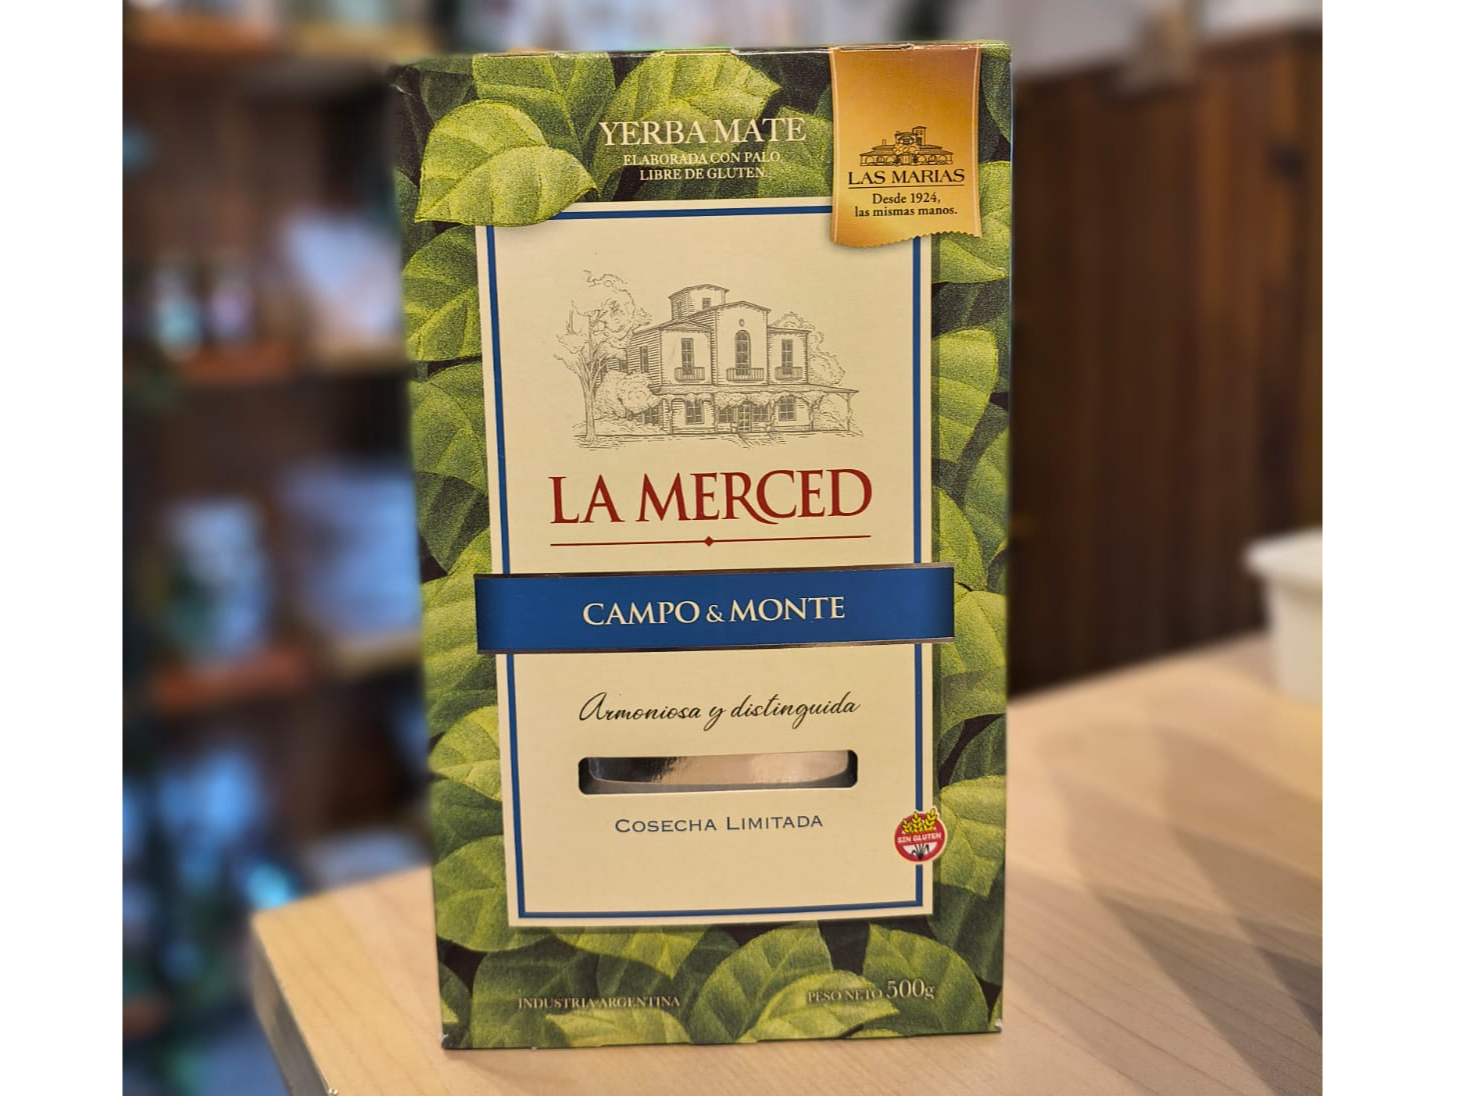 YERBA MATE
ELABORADA CON PALO.
LIBRE DE GLUTEN.
LAS MARIAS
Desde 1924,
las mismas manos.
LA MERCED
CAMPO & MONTE
Armoniosa y distinguida
COSECHA LIMITADA
SIN GLUTEN
INDUSTRIA ARGENTINA
PESO NETO 500g